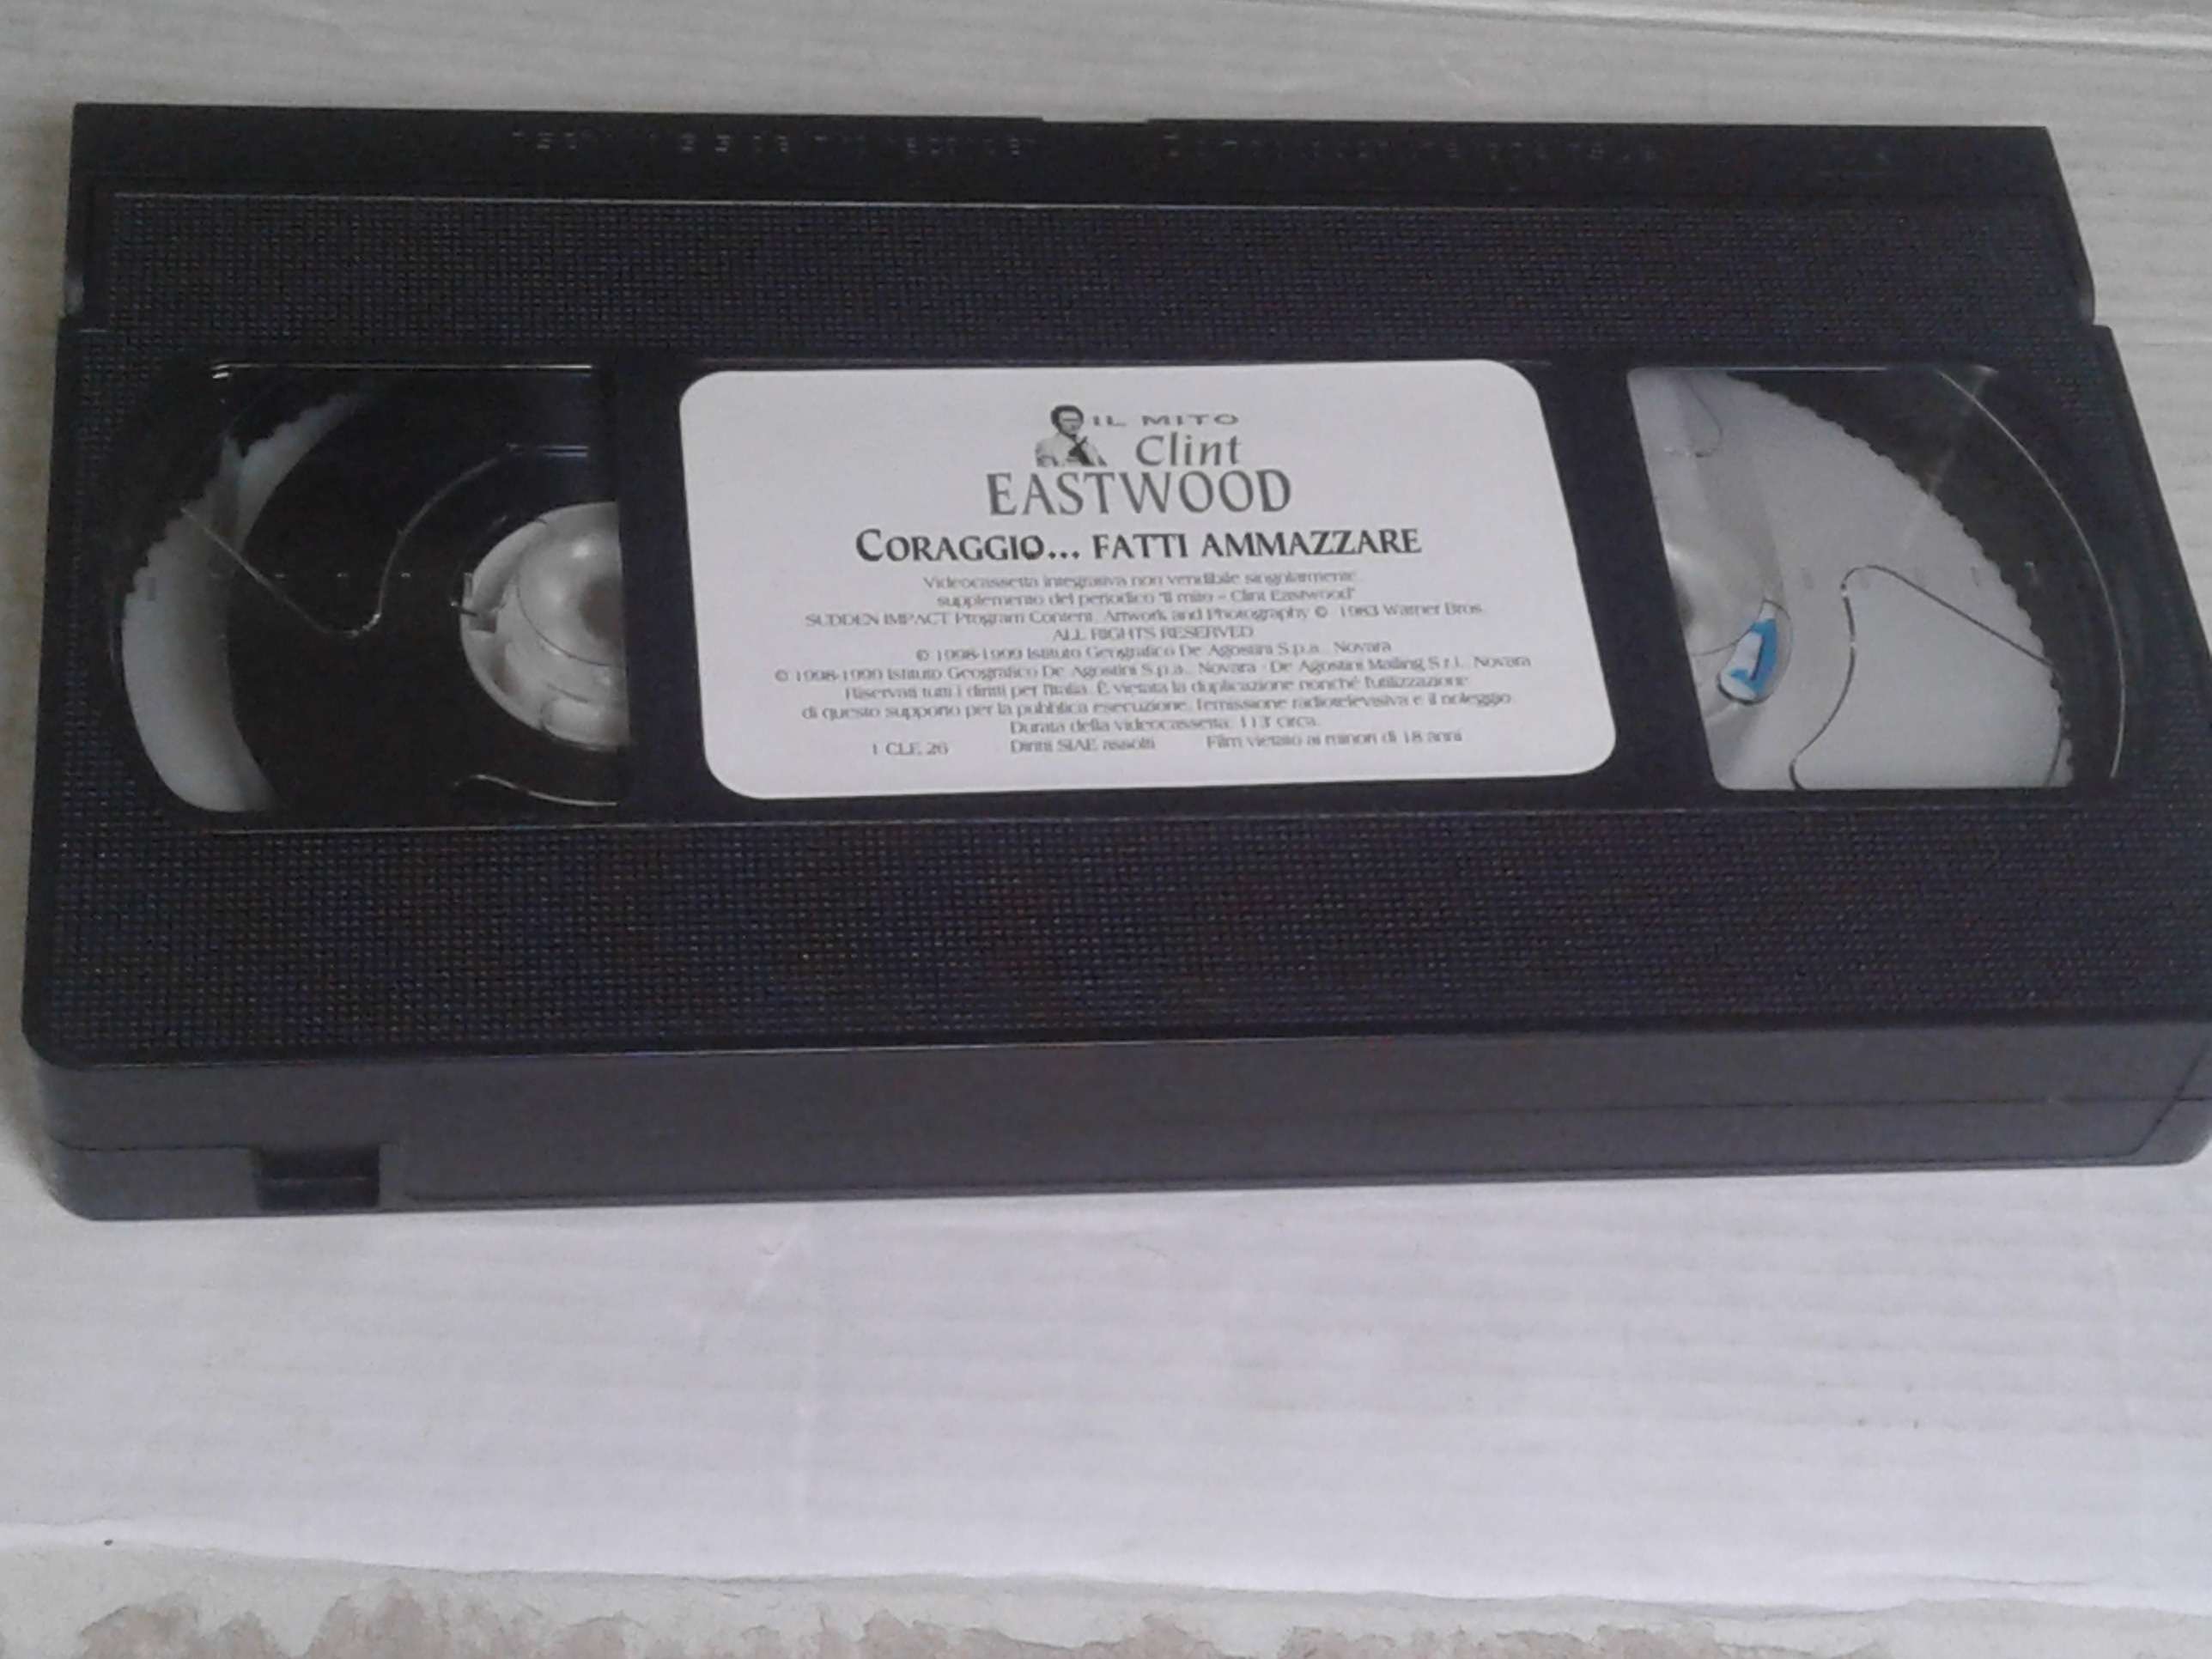 IL MITO
Clint
EASTWOOD
CORAGGIO... FATTI AMMAZZARE
Videocassetta integrativa non vendibile singolarmente
supplemento del periodico "Il mito - Clint Eastwood"
SUDDEN IMPACT Program Content, Artwork and Photography © 1983 Warner Bros.
ALL RIGHTS RESERVED
© 1998-1999 Istituto Geografico De Agostini S.p.a., Novara
© 1998-1999 Istituto Geografico De Agostini S.p.a., Novara - De Agostini Mailing S.r.l., Novara
Riservati tutti i diritti per l'Italia. È vietata la duplicazione nonché l'utilizzazione
di questo supporto per la pubblica esecuzione, l'emissione radiotelevisiva e il noleggio.
Durata della videocassetta: 113' circa.
1 CLE 26 Diritti SIAE assolti Film vietato ai minori di 18 anni